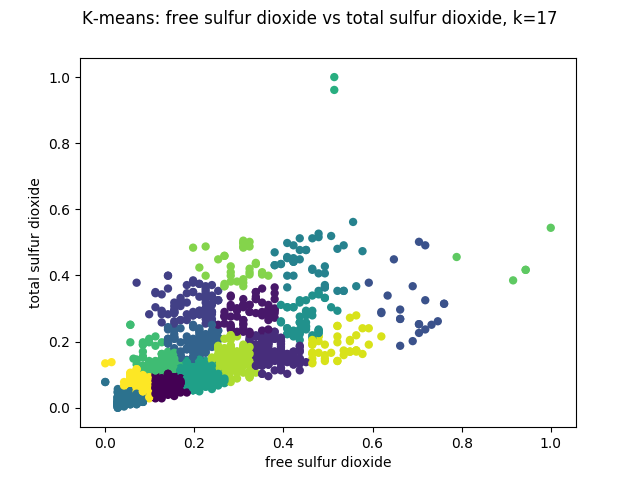 K-means: free sulfur dioxide vs total sulfur dioxide, k=17
total sulfur dioxide
1.0
0.8
0.6
0.4
0.2
0.0
0.0 0.2 0.4 0.6 0.8 1.0
free sulfur dioxide